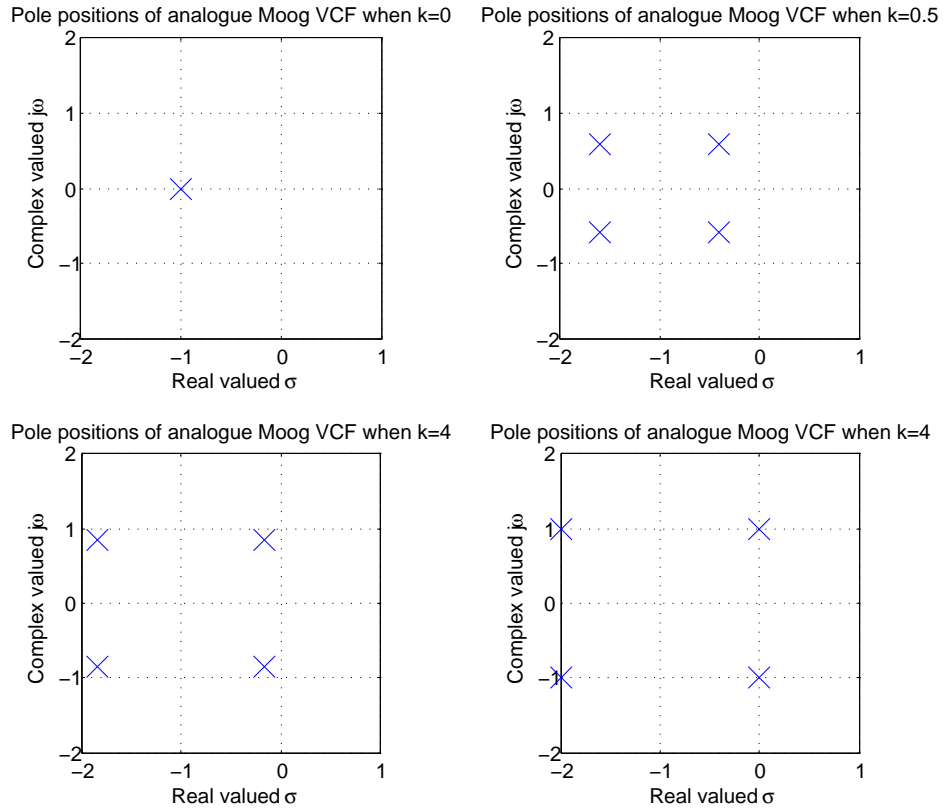 Pole positions of analogue Moog VCF when k=0
2
1
0
−1
−2
Complex valued jω
−2 −1 0 1
Real valued σ
Pole positions of analogue Moog VCF when k=0.5
2
1
0
−1
−2
Complex valued jω
−2 −1 0 1
Real valued σ
Pole positions of analogue Moog VCF when k=4
2
1
0
−1
−2
Complex valued jω
−2 −1 0 1
Real valued σ
Pole positions of analogue Moog VCF when k=4
2
1
0
−1
−2
Complex valued jω
−2 −1 0 1
Real valued σ